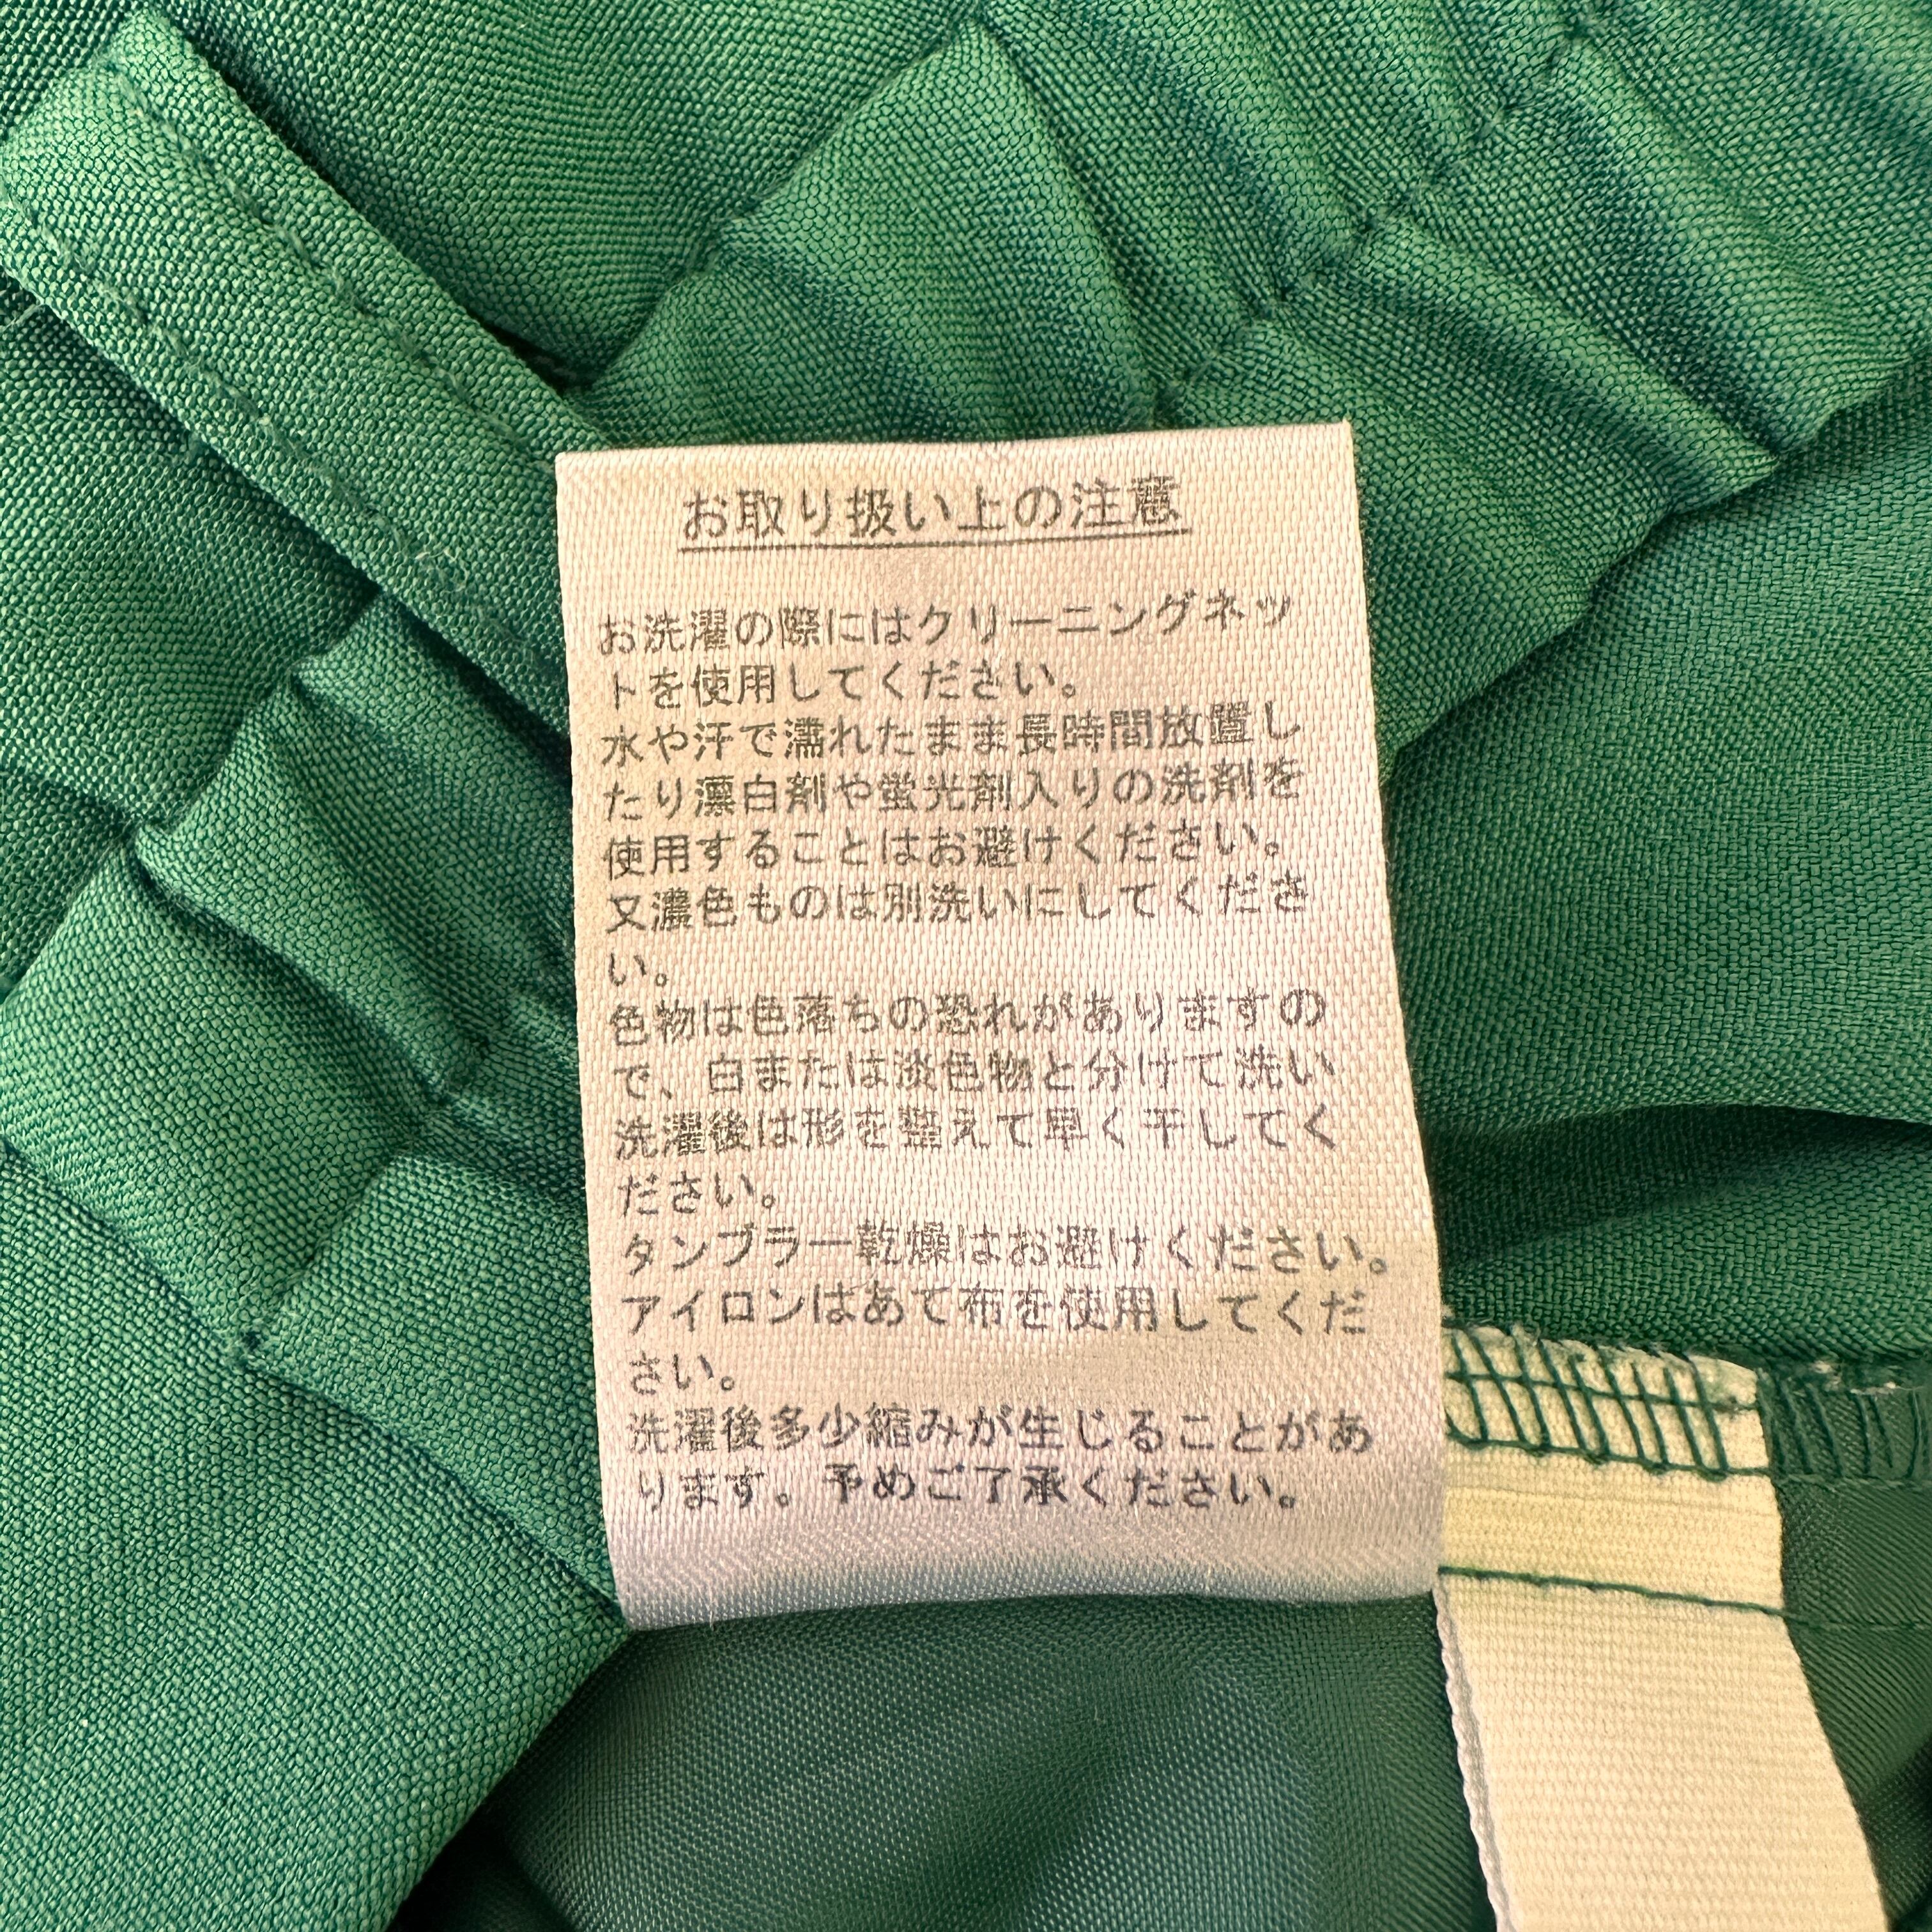 お取り扱い上の注意
お洗濯の際にはクリーニングネッ
トを使用してください。
水や汗で濡れたまま長時間放置し
たり漂白剤や蛍光剤入りの洗剤を
使用することはお避けください。
又濃色ものは別洗いにしてくださ
い。
色物は色落ちの恐れがありますの
で、白または淡色物と分けて洗い
洗濯後は形を整えて早く干してく
ださい。
タンブラー乾燥はお避けください。
アイロンはあて布を使用してくだ
さい。
洗濯後多少縮みが生じることがあ
ります。予めご了承ください。